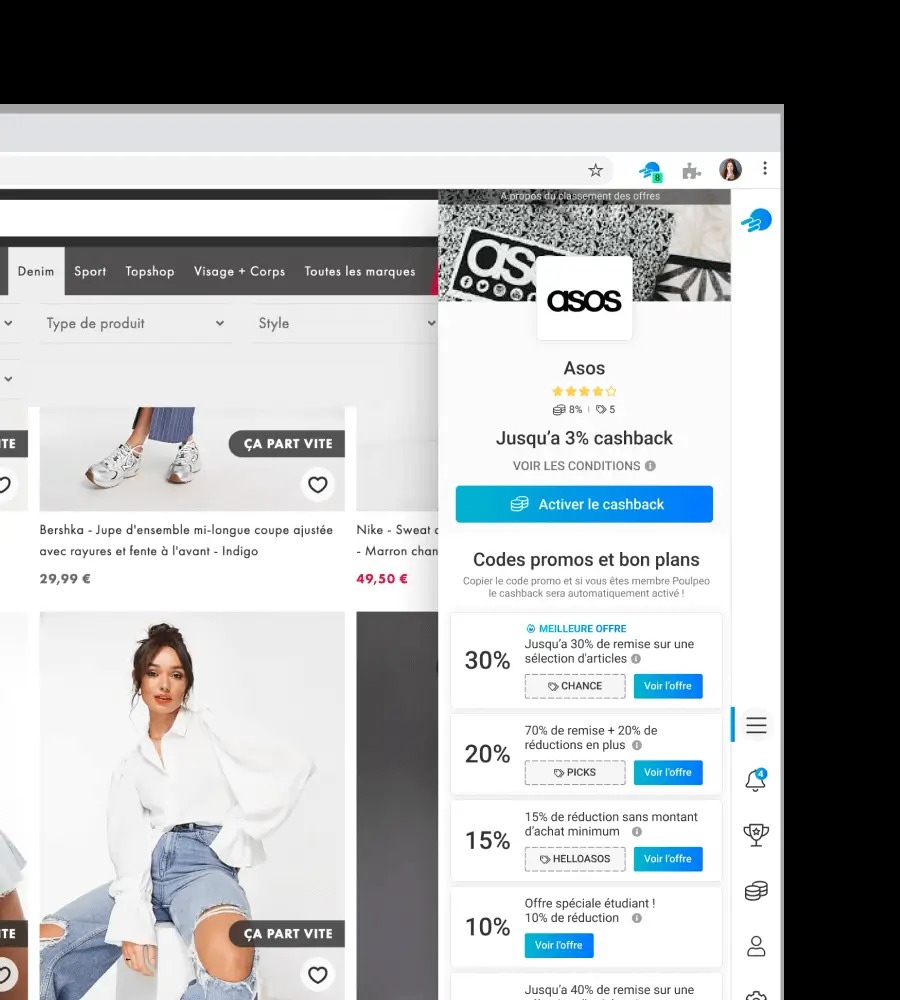 8
A propos du classement des offres
Denim
Sport
Topshop
Visage + Corps
Toutes les marques
Type de produit
Style
asos
Asos
8% | 5
Jusqu’a 3% cashback
VOIR LES CONDITIONS
Activer le cashback
ÇA PART VITE
Bershka - Jupe d'ensemble mi-longue coupe ajustée
avec rayures et fente à l'avant - Indigo
29,99 €
Nike - Sweat
- Marron
49,50 €
Codes promos et bon plans
Copier le code promo et si vous êtes membre Poulpeo
le cashback sera automatiquement activé !
MEILLEURE OFFRE
30%
Jusqu’a 30% de remise sur une
sélection d'articles
CHANCE
Voir l’offre
20%
70% de remise + 20% de
réductions en plus
PICKS
Voir l’offre
15%
15% de réduction sans montant
d’achat minimum
HELLOASOS
Voir l’offre
10%
Offre spéciale étudiant !
10% de réduction
Voir l’offre
Jusqu’a 40% de remise sur une
4
ÇA PART VITE